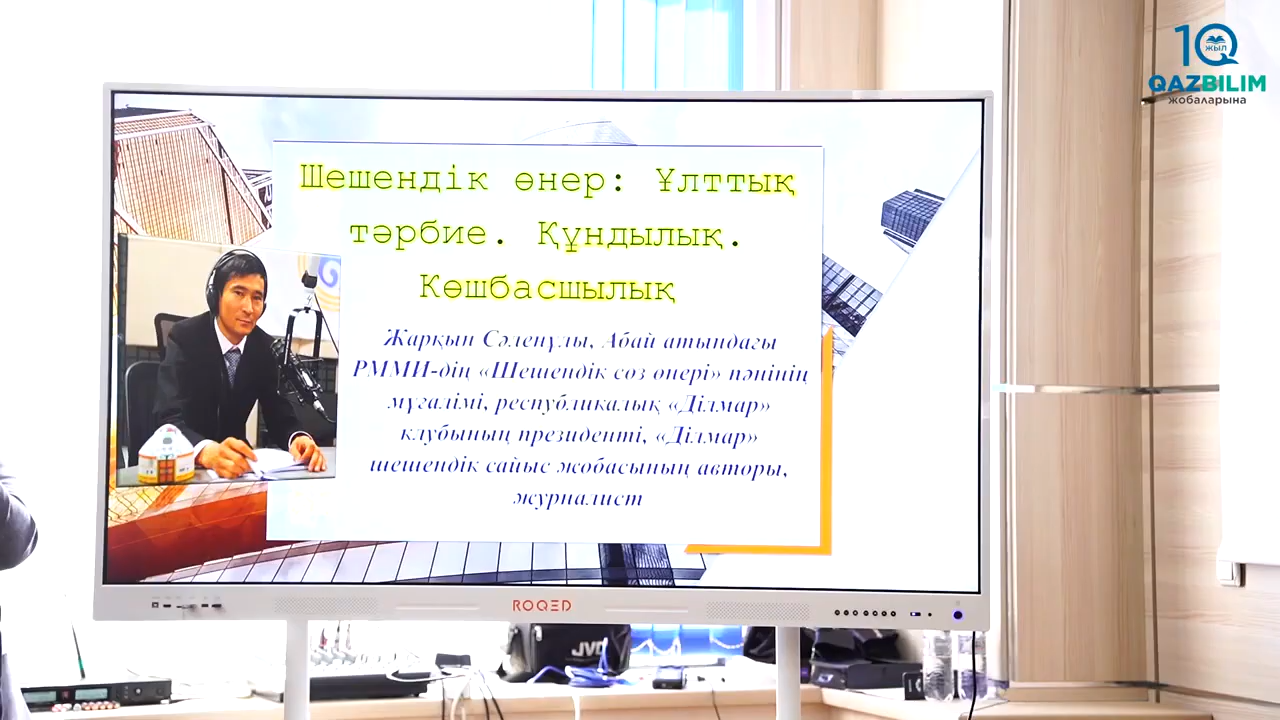 1Q
ЖЫЛ
QAZBILIM
жобаларына
Шешендік өнер: Ұлттық
тәрбие. Құндылық.
Көшбасшылық
Жарқын Сәленұлы, Абай атындағы
РММИ-дің «Шешендік сөз өнері» пәнінің
мұғалімі, республикалық «Ділмар»
клубының президенті, «Ділмар»
шешендік сайыс жобасының авторы,
журналист
ROQED
JVC